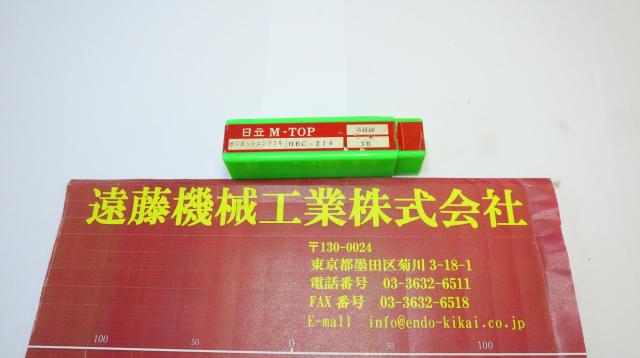 日立 M-TOP
HEC-214
3B
遠藤機械工業株式会社
〒130-0024
東京都墨田区菊川 3-18-1
電話番号 03-3632-6511
FAX 番号 03-3632-6518
E-mall info@endo-kikai.co.jp
100 50 0 50 100